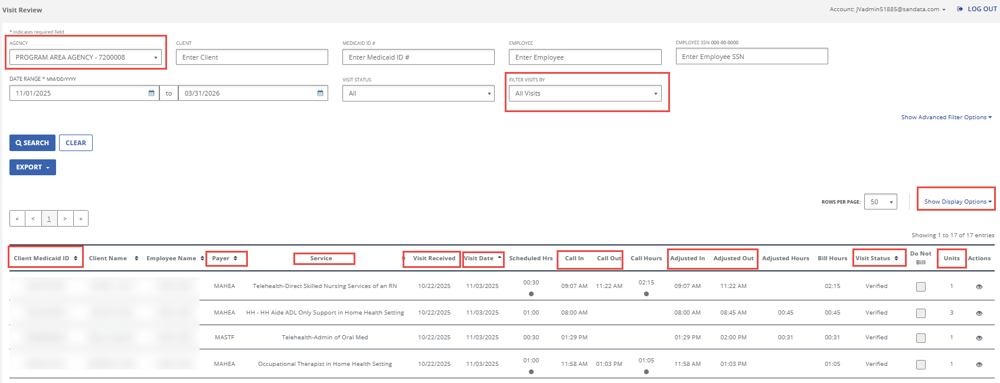 Visit Review
Account: JVadmin51885@sandata.com
LOG OUT
* indicates required field
AGENCY
CLIENT
MEDICAID ID #
EMPLOYEE
EMPLOYEE SSN 000-00-0000
PROGRAM AREA AGENCY - 7200008
Enter Client
Enter Medicaid ID #
Enter Employee
Enter Employee SSN
DATE RANGE * MM/DD/YYYY
VISIT STATUS
FILTER VISITS BY
11/01/2025 to 03/31/2026
All
All Visits
Show Advanced Filter Options
SEARCH
CLEAR
EXPORT
ROWS PER PAGE: 50
Show Display Options
« < 1 > »
Showing 1 to 17 of 17 entries
Client Medicaid ID Client Name Employee Name Payer Service Visit Received Visit Date Scheduled Hrs Call In Call Out Call Hours Adjusted In Adjusted Out Adjusted Hours Bill Hours Visit Status Do Not Bill Units Actions
MAHEA Telehealth-Direct Skilled Nursing Services of an RN 10/22/2025 11/03/2025 00:30 09:07 AM 11:22 AM 02:15 09:07 AM 11:22 AM 02:15 Verified 1
MAHEA HH - HH Aide ADL Only Support in Home Health Setting 10/22/2025 11/03/2025 01:00 08:00 AM 08:00 AM 08:45 AM 00:45 00:45 Verified 3
MASTF Telehealth-Admin of Oral Med 10/22/2025 11/03/2025 00:30 01:29 PM 01:29 PM 02:00 PM 00:31 00:31 Verified 1
MAHEA Occupational Therapist in Home Health Setting 10/22/2025 11/03/2025 01:00 11:58 AM 01:03 PM 01:05 11:58 AM 01:03 PM 01:05 Verified 1